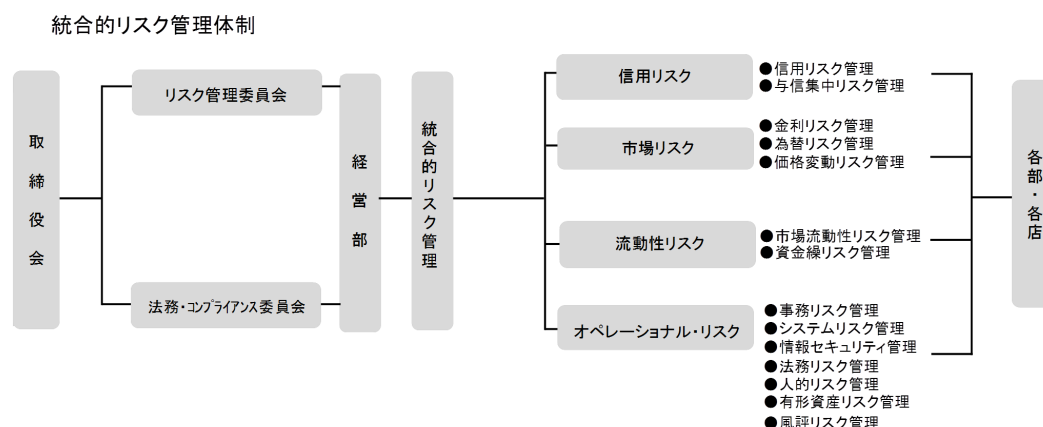 統合的リスク管理体制
取締役会
リスク管理委員会
法務・コンプライアンス委員会
経営部
統合的リスク管理
信用リスク
●信用リスク管理
●与信集中リスク管理
市場リスク
●金利リスク管理
●為替リスク管理
●価格変動リスク管理
流動性リスク
●市場流動性リスク管理
●資金繰リスク管理
オペレーショナル・リスク
●事務リスク管理
●システムリスク管理
●情報セキュリティ管理
●法務リスク管理
●人的リスク管理
●有形資産リスク管理
●風評リスク管理
各部・各店